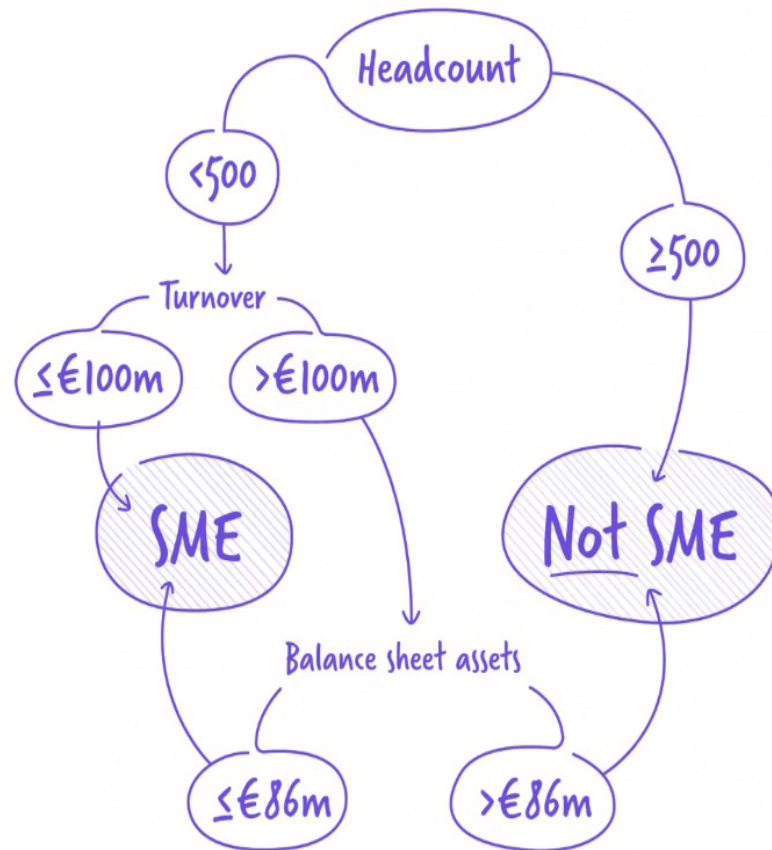 Headcount
<500
≥500
Turnover
≤€100m
>€100m
SME
Not SME
Balance sheet assets
≤€86m
>€86m